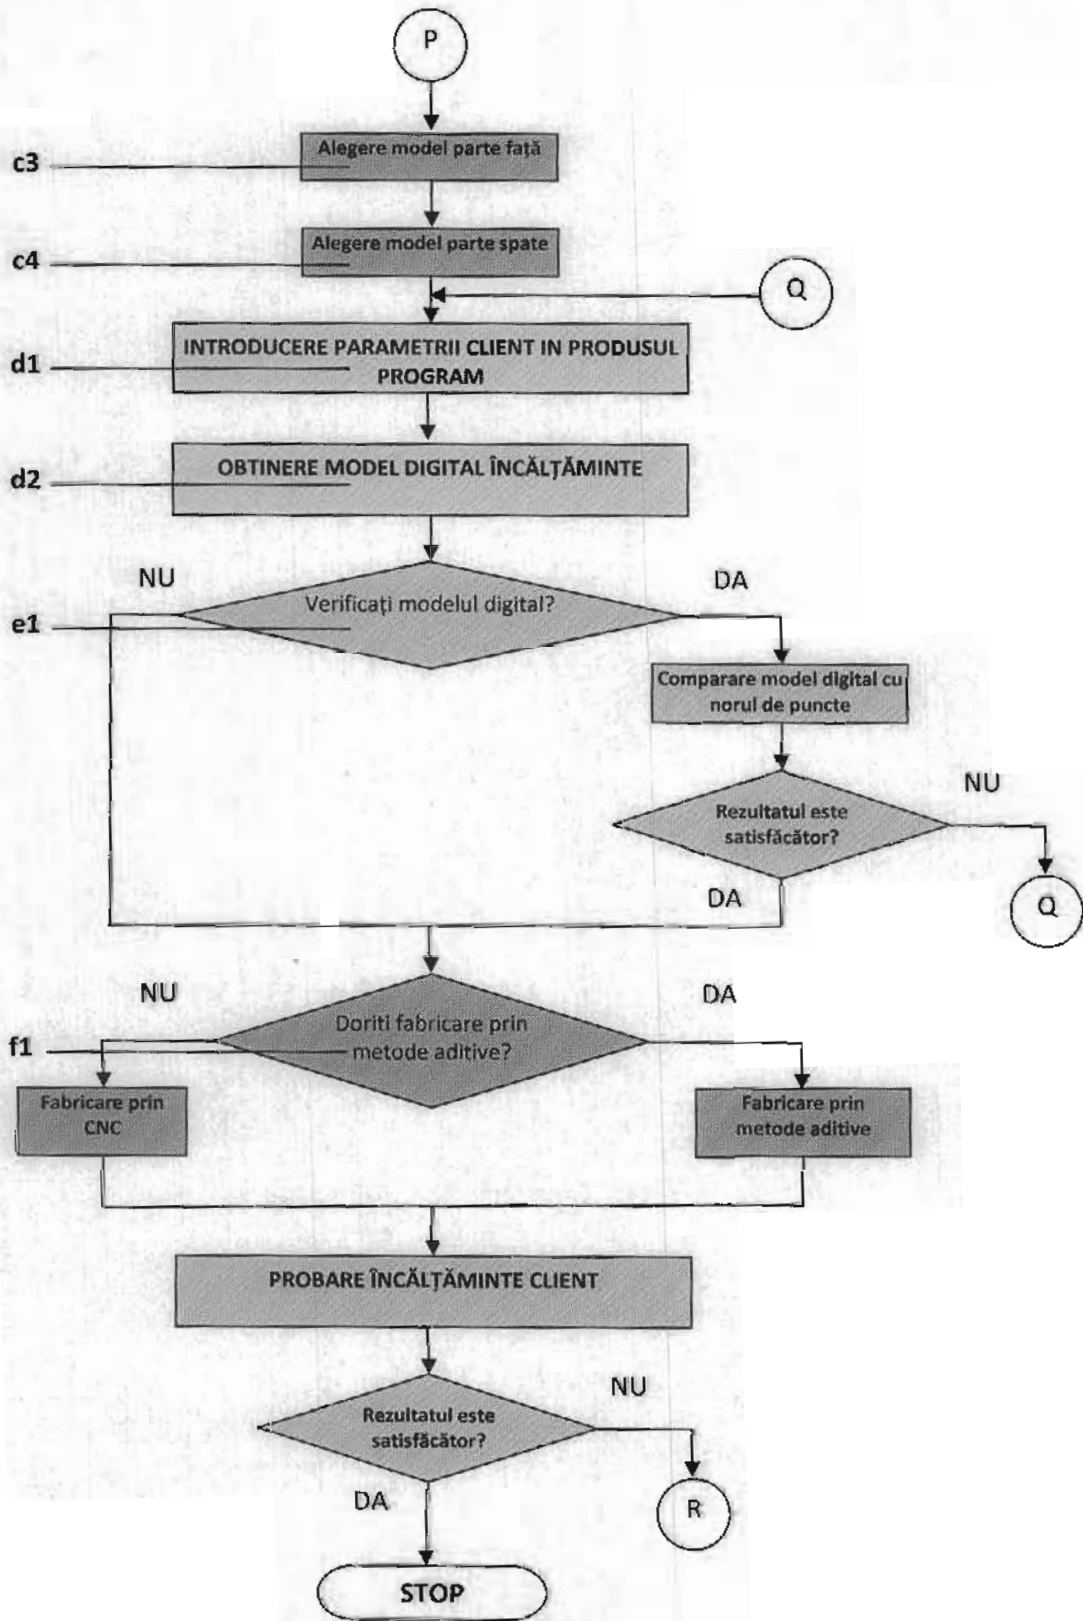 P
c3
Alegere model parte față
c4
Alegere model parte spate
Q
d1
INTRODUCERE PARAMETRII CLIENT IN PRODUSUL
PROGRAM
d2
OBTINERE MODEL DIGITAL ÎNCĂLȚĂMINTE
NU
DA
e1
Verificați modelul digital?
Comparare model digital cu
norul de puncte
NU
Rezultatul este
satisfăcător?
DA
Q
NU
DA
f1
Doriti fabricare prin
metode aditive?
Fabricare prin
CNC
Fabricare prin
metode aditive
PROBARE ÎNCĂLȚĂMINTE CLIENT
NU
Rezultatul este
satisfăcător?
DA
R
STOP